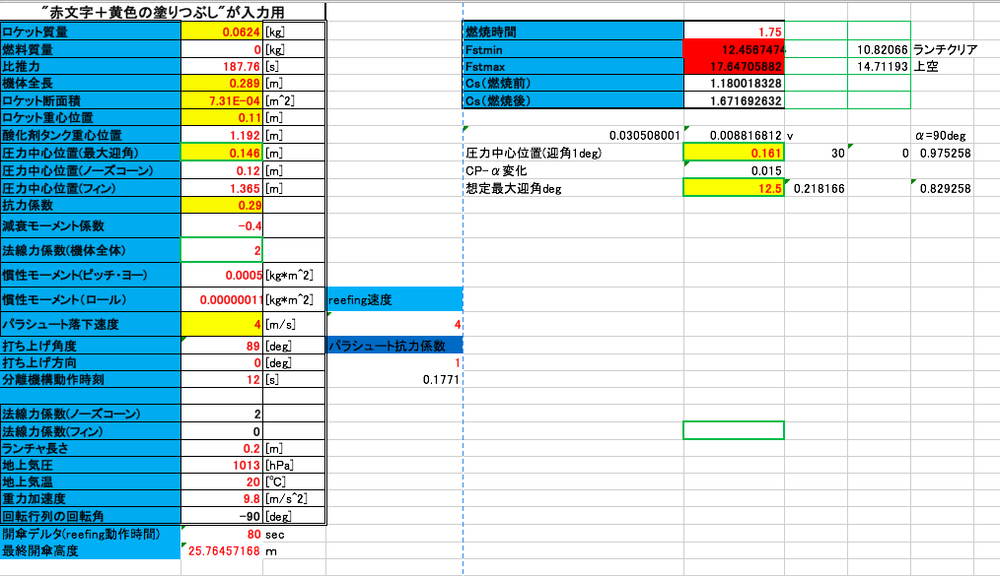 "赤文字＋黄色の塗りつぶし"が入力用
ロケット質量 0.0624 [kg] 燃焼時間 1.75
燃料質量 0 [kg] Fstmin 12.4567474 10.82066 ランチクリア
比推力 187.76 [s] Fstmax 17.64705882 14.71193 上空
機体全長 0.289 [m] Cs(燃焼前) 1.180018328
ロケット断面積 7.31E-04 [m^2] Cs(燃焼後) 1.671692632
ロケット重心位置 0.11 [m]
酸化剤タンク重心位置 1.192 [m] 0.030508001 0.008816812 v α=90deg
圧力中心位置(最大迎角) 0.146 [m] 圧力中心位置(迎角1deg) 0.161 30 0 0.975258
圧力中心位置(ノーズコーン) 0.12 [m] CP-α変化 0.015
圧力中心位置(フィン) 1.365 [m] 想定最大迎角deg 12.5 0.218166 0.829258
抗力係数 0.29
減衰モーメント係数 -0.4
法線力係数(機体全体) 2
慣性モーメント(ピッチ・ヨー) 0.0005 [kg*m^2]
慣性モーメント(ロール) 0.00000011 [kg*m^2] reefing速度
パラシュート落下速度 4 [m/s] 4
打ち上げ角度 89 [deg] パラシュート抗力係数
打ち上げ方向 0 [deg] 1
分離機構動作時刻 12 [s] 0.1771
法線力係数(ノーズコーン) 2
法線力係数(フィン) 0
ランチャ長さ 0.2 [m]
地上気圧 1013 [hPa]
地上気温 20 [℃]
重力加速度 9.8 [m/s^2]
回転行列の回転角 -90 [deg]
開傘デルタ(reefing動作時間) 80 sec
最終開傘高度 25.76457168 m